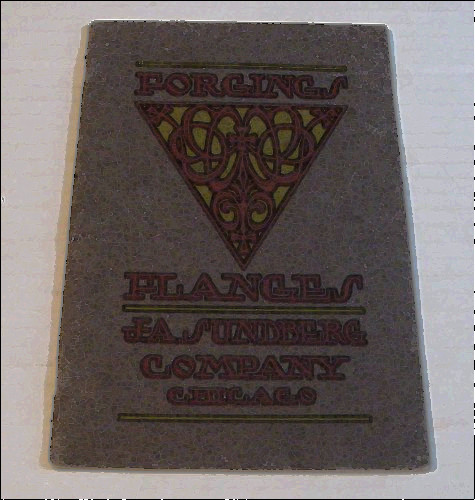 FORGINGS
FLANGES
J.A. SUNDBERG
COMPANY
CHICAGO